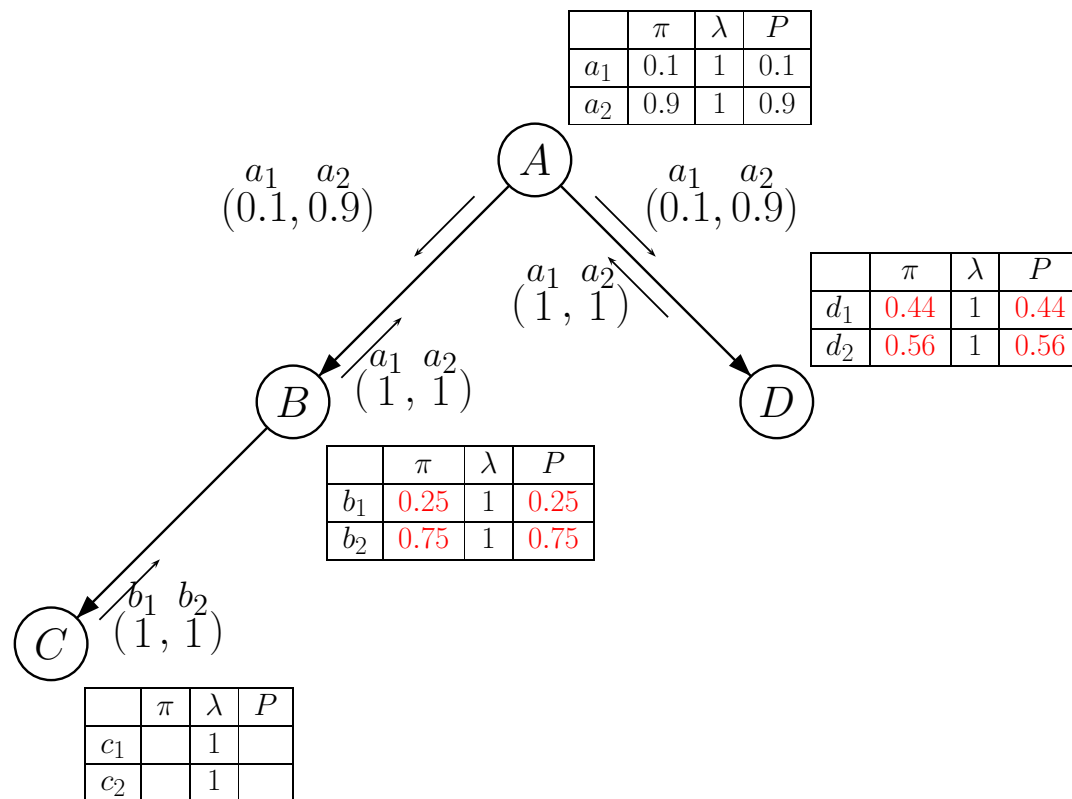 π λ P
a₁ 0.1 1 0.1
a₂ 0.9 1 0.9
A
a₁ a₂
(0.1, 0.9)
a₁ a₂
(0.1, 0.9)
a₁ a₂
(1, 1)
π λ P
d₁ 0.44 1 0.44
d₂ 0.56 1 0.56
a₁ a₂
(1, 1)
B
D
π λ P
b₁ 0.25 1 0.25
b₂ 0.75 1 0.75
b₁ b₂
(1, 1)
C
π λ P
c₁ 1
c₂ 1